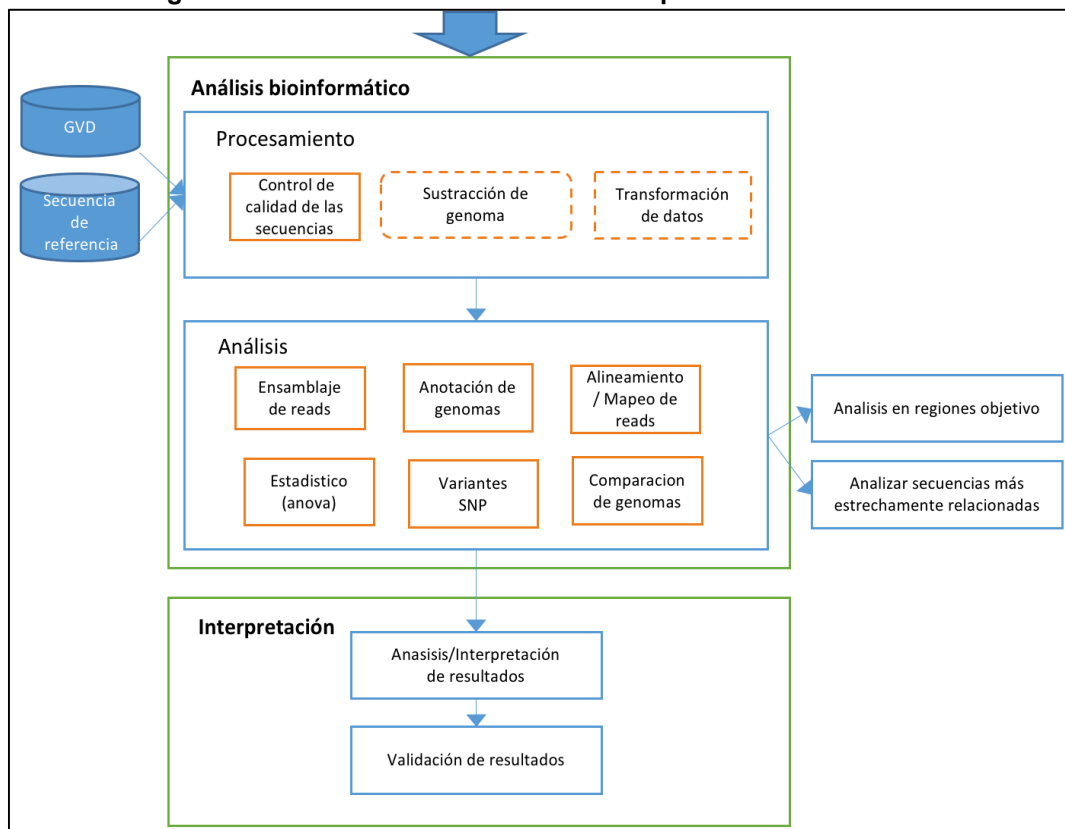 Análisis bioinformático
GVD
Procesamiento
Secuencia
de
referencia
Control de
calidad de las
secuencias
Sustracción de
genoma
Transformación
de datos
Análisis
Ensamblaje
de reads
Anotación de
genomas
Alineamiento
/ Mapeo de
reads
Estadistico
(anova)
Variantes
SNP
Comparacion
de genomas
Analisis en regiones objetivo
Analizar secuencias más
estrechamente relacionadas
Interpretación
Anasisis/Interpretación
de resultados
Validación de resultados